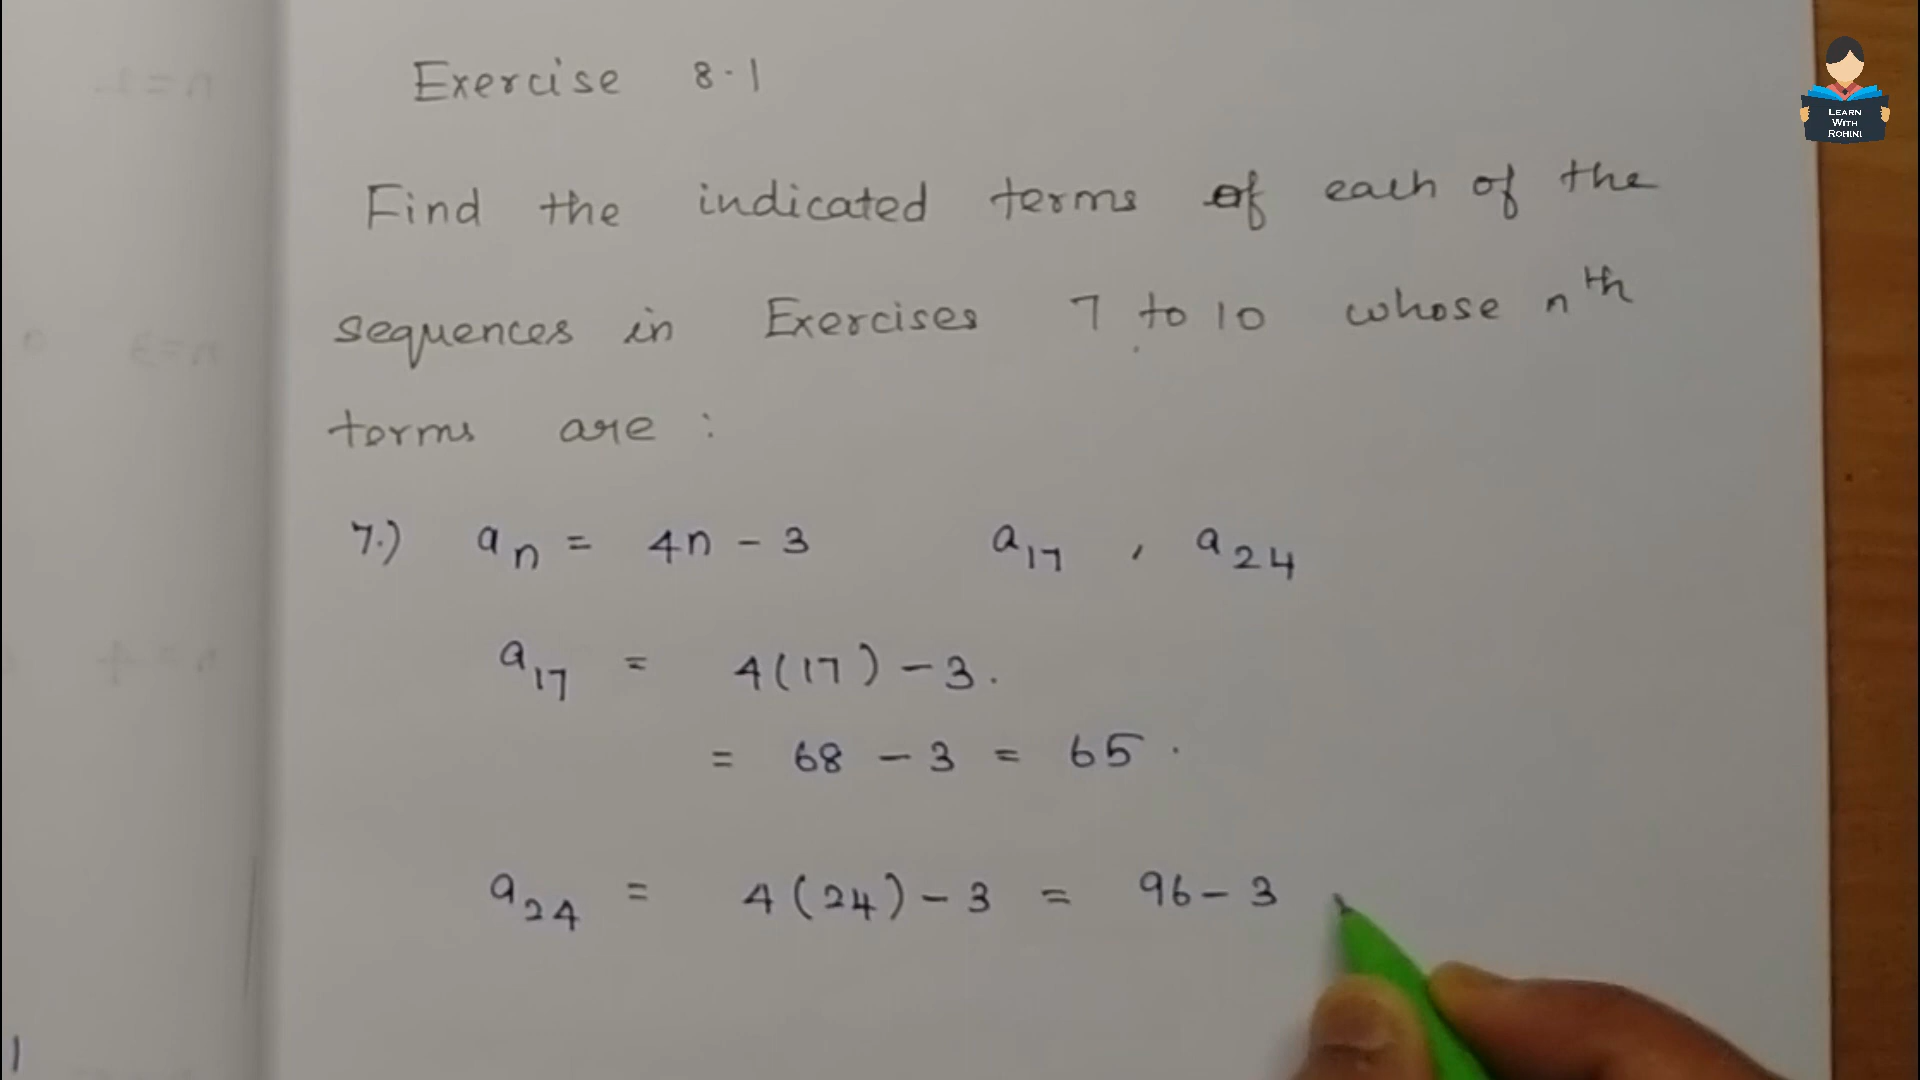 Exercise 8.1
LEARN
WITH
ROHINI
Find the indicated terms of each of the
sequences in Exercises 7 to 10 whose nth
terms are :
7.) an = 4n - 3 a17 , a24
a17 = 4(17) - 3.
= 68 - 3 = 65 .
a24 = 4(24) - 3 = 96 - 3